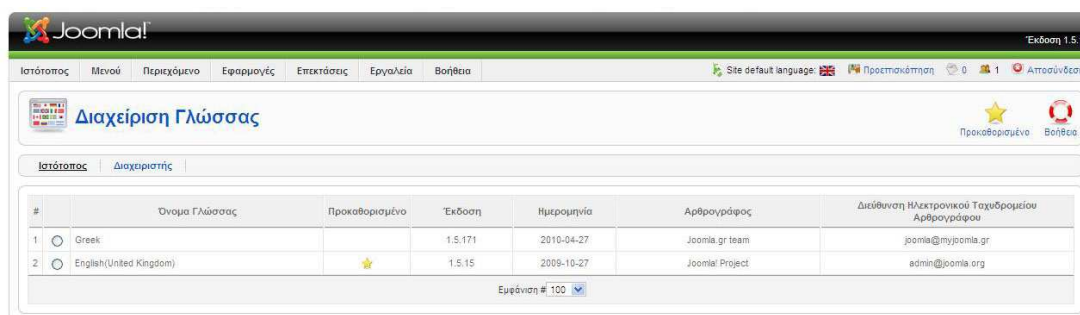 Joomla!
Έκδοση 1.5.
Ιστότοπος Μενού Περιεχόμενο Εφαρμογές Επεκτάσεις Εργαλεία Βοήθεια Site default language: Προεπισκόπηση 0 1 Αποσύνδεση
Διαχείριση Γλώσσας
Προκαθορισμένο Βοήθεια
Ιστότοπος Διαχειριστής
# Όνομα Γλώσσας Προκαθορισμένο Έκδοση Ημερομηνία Αρθρογράφος Διεύθυνση Ηλεκτρονικού Ταχυδρομείου
Αρθρογράφου
1 Greek 1.5.171 2010-04-27 Joomla.gr team joomla@myjoomla.gr
2 English(United Kingdom) 1.5.15 2009-10-27 Joomla! Project admin@joomla.org
Εμφάνιση # 100